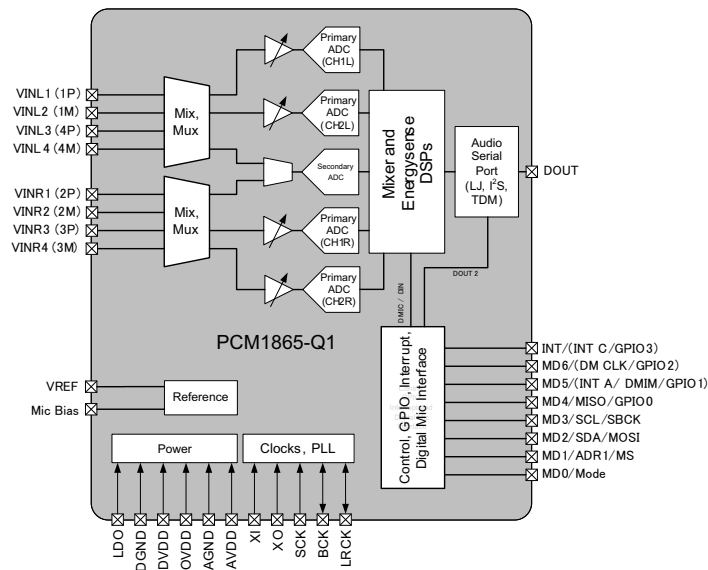 Primary
ADC
(CH1L)
VINL1 (1P)
VINL2 (1M)
VINL3 (4P)
VINL4 (4M)
Mix,
Mux
Primary
ADC
(CH2L)
Secondary
ADC
Mixer and
Energysense
DSPs
Audio
Serial
Port
(LJ, I²S,
TDM)
DOUT
VINR1 (2P)
VINR2 (2M)
VINR3 (3P)
VINR4 (3M)
Mix,
Mux
Primary
ADC
(CH1R)
Primary
ADC
(CH2R)
DMIC / DIN
DOUT 2
PCM1865-Q1
Control, GPIO, Interrupt,
Digital Mic Interface
INT/(INT C/GPIO3)
MD6/(DM CLK/GPIO2)
MD5/(INT A/ DMIM/GPIO1)
MD4/MISO/GPIO0
MD3/SCL/SBCK
MD2/SDA/MOSI
MD1/ADR1/MS
MD0/Mode
VREF
Mic Bias
Reference
Power
Clocks, PLL
LDO
DGND
DVDD
OVDD
AGND
AVDD
XI
XO
SCK
BCK
LRCK